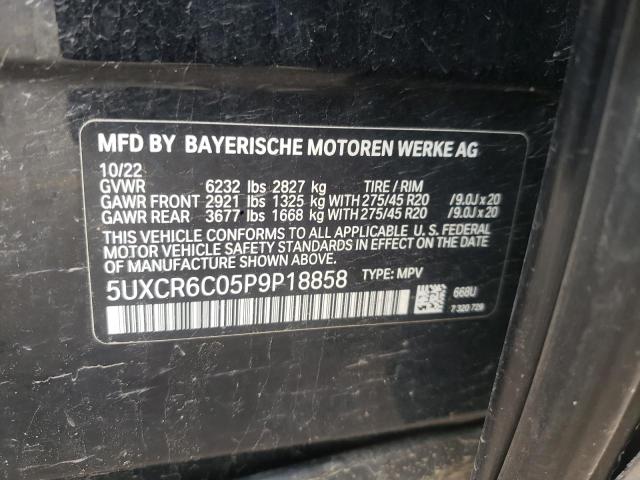 MFD BY BAYERISCHE MOTOREN WERKE AG
10/22
GVWR 6232 lbs 2827 kg TIRE / RIM
GAWR FRONT 2921 lbs 1325 kg WITH 275/45 R20 /9.0J x 20
GAWR REAR 3677 lbs 1668 kg WITH 275/45 R20 /9.0J x 20
THIS VEHICLE CONFORMS TO ALL APPLICABLE U. S. FEDERAL
MOTOR VEHICLE SAFETY STANDARDS IN EFFECT ON THE DATE
OF MANUFACTURE SHOWN ABOVE.
5UXCR6C05P9P18858 TYPE: MPV
668U
7 320 729